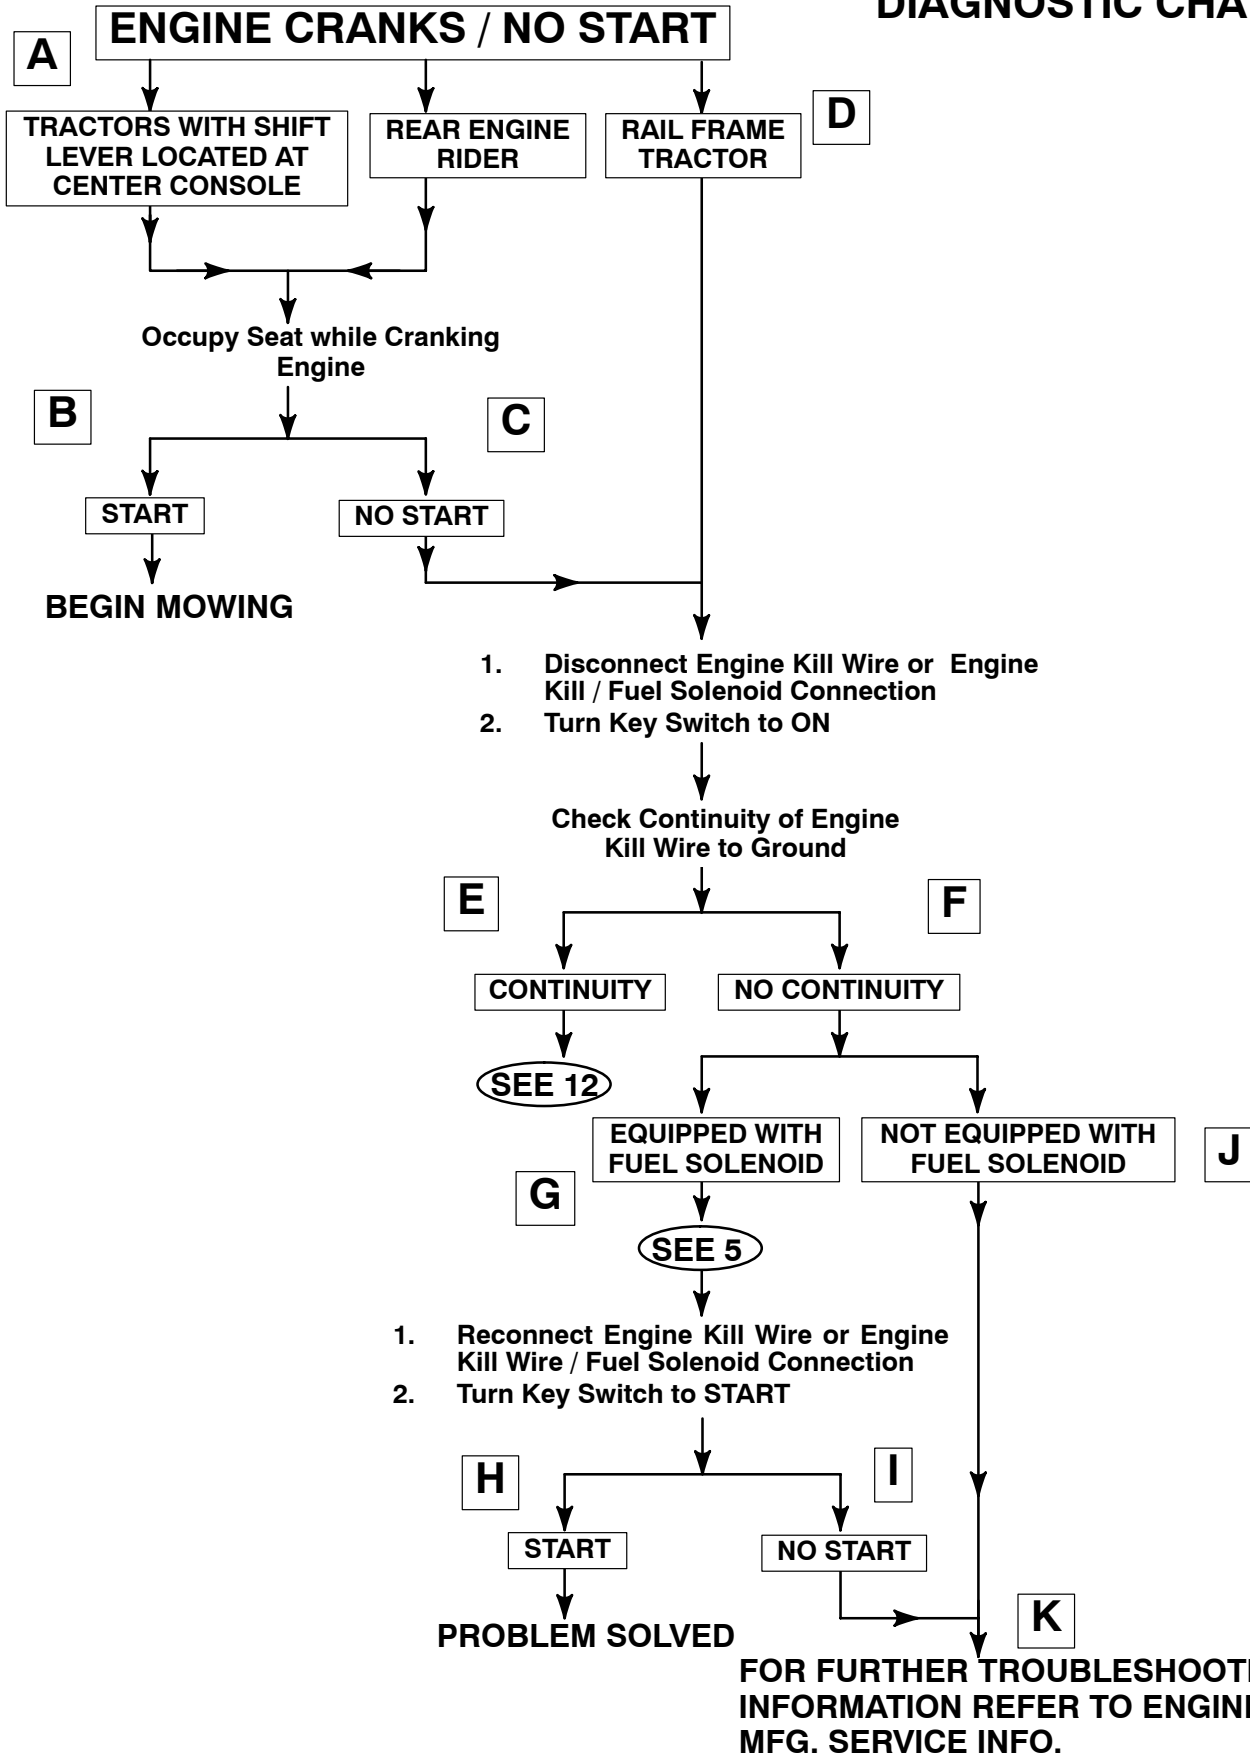 DIAGNOSTIC CHA
ENGINE CRANKS / NO START
A
D
TRACTORS WITH SHIFT
LEVER LOCATED AT
CENTER CONSOLE
REAR ENGINE
RIDER
RAIL FRAME
TRACTOR
Occupy Seat while Cranking
Engine
B
C
START
NO START
BEGIN MOWING
1. Disconnect Engine Kill Wire or Engine
Kill / Fuel Solenoid Connection
2. Turn Key Switch to ON
Check Continuity of Engine
Kill Wire to Ground
E
F
CONTINUITY
NO CONTINUITY
SEE 12
EQUIPPED WITH
FUEL SOLENOID
NOT EQUIPPED WITH
FUEL SOLENOID
J
G
SEE 5
1. Reconnect Engine Kill Wire or Engine
Kill Wire / Fuel Solenoid Connection
2. Turn Key Switch to START
H
I
START
NO START
PROBLEM SOLVED
K
FOR FURTHER TROUBLESHOOTI
INFORMATION REFER TO ENGIN
MFG. SERVICE INFO.